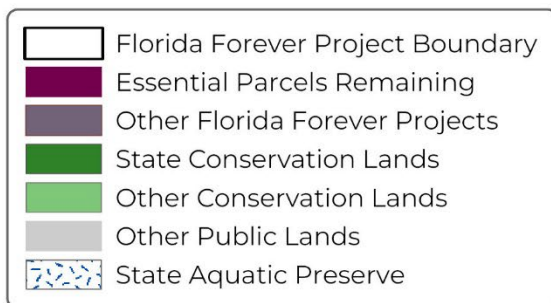 Florida Forever Project Boundary
Essential Parcels Remaining
Other Florida Forever Projects
State Conservation Lands
Other Conservation Lands
Other Public Lands
State Aquatic Preserve